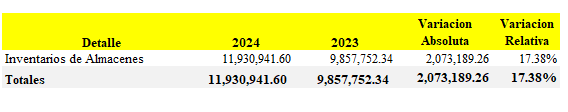 Detalle 2024 2023 Variacion Absoluta Variacion Relativa
Inventarios de Almacenes 11,930,941.60 9,857,752.34 2,073,189.26 17.38%
Totales 11,930,941.60 9,857,752.34 2,073,189.26 17.38%